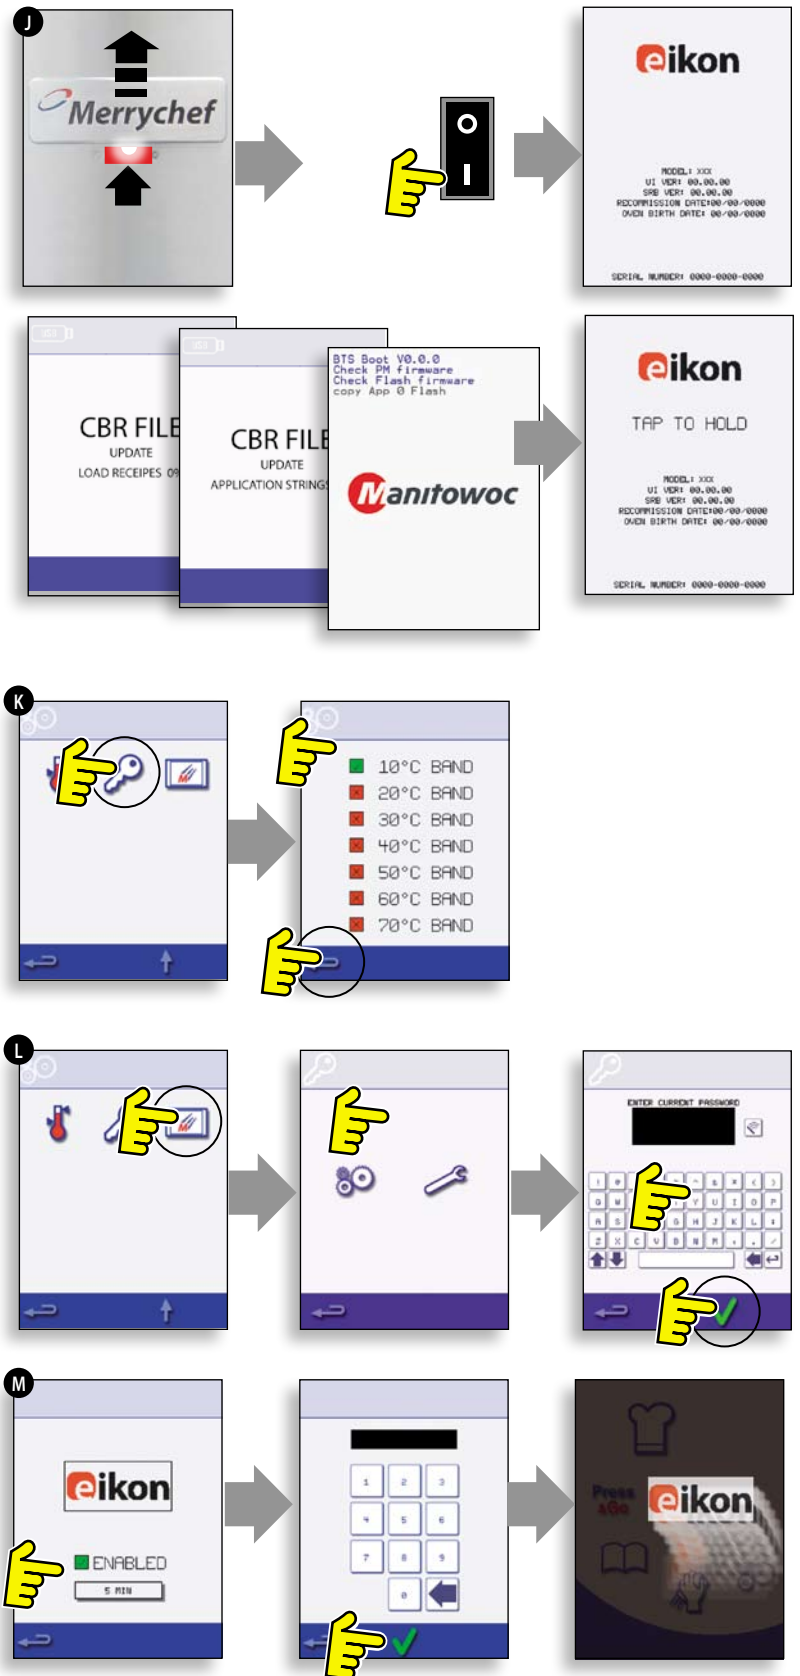 J
Merrychef
eikon
MODEL: XXX
UI VER: 00.00.00
SRB VER: 00.00.00
RECOMMISSION DATE:00/00/0000
OVEN BIRTH DATE: 00/00/0000
SERIAL NUMBER: 0000-0000-0000
USB
CBR FILE
UPDATE
LOAD RECEIPES 09
USB
CBR FILE
UPDATE
APPLICATION STRINGS
BTS Boot V0.0.0
Check PM firmware
Check Flash firmware
copy App 0 Flash
Manitowoc
eikon
TAP TO HOLD
MODEL: XXX
UI VER: 00.00.00
SRB VER: 00.00.00
RECOMMISSION DATE:00/00/0000
OVEN BIRTH DATE: 00/00/0000
SERIAL NUMBER: 0000-0000-0000
K
10°C BAND
20°C BAND
30°C BAND
40°C BAND
50°C BAND
60°C BAND
70°C BAND
L
ENTER CURRENT PASSWORD
! @ ^ & * ( )
Q W Y U I O P
A S G H J K L :
Z X C V B N M , . /
M
eikon
ENABLED
5 MIN
1 2 3
4 5 6
7 8 9
0
Press
&Go
eikon